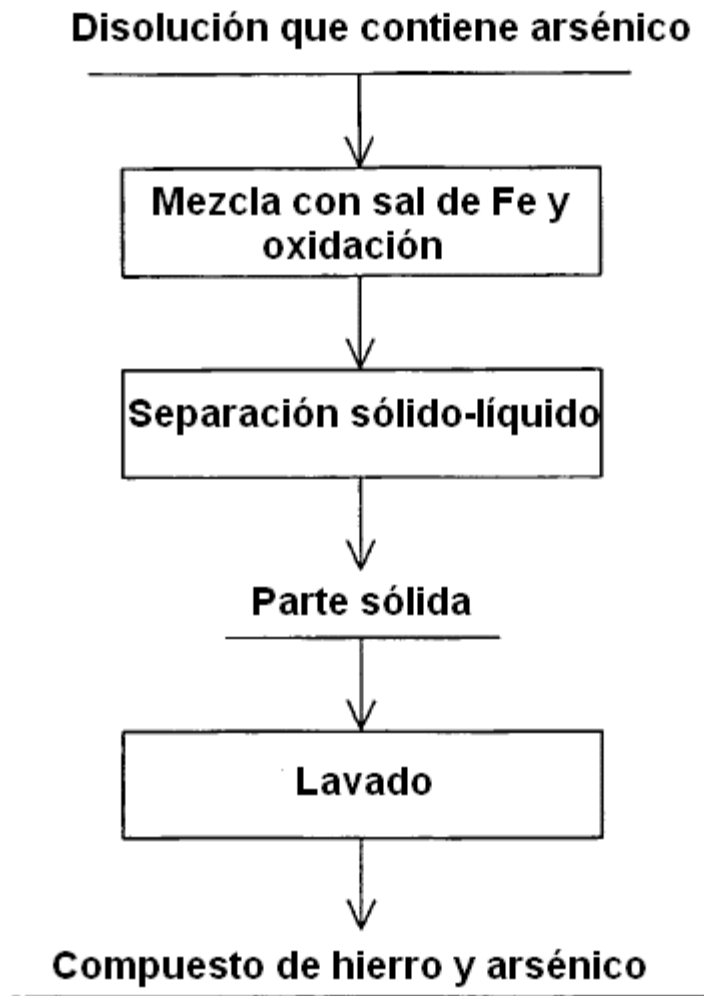 Disolución que contiene arsénico
Mezcla con sal de Fe y
oxidación
Separación sólido-líquido
Parte sólida
Lavado
Compuesto de hierro y arsénico